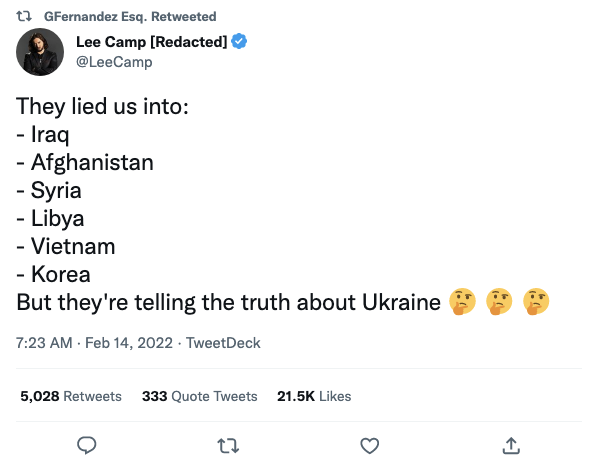 GFernandez Esq. Retweeted
Lee Camp [Redacted]
@LeeCamp
They lied us into:
- Iraq
- Afghanistan
- Syria
- Libya
- Vietnam
- Korea
But they're telling the truth about Ukraine 🤔 🤔 🤔
7:23 AM · Feb 14, 2022 · TweetDeck
5,028 Retweets 333 Quote Tweets 21.5K Likes